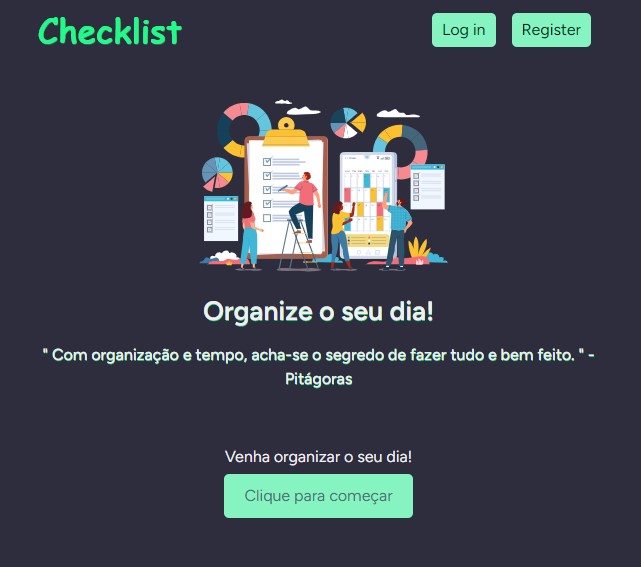 Checklist
Log in
Register
Organize o seu dia!
" Com organização e tempo, acha-se o segredo de fazer tudo e bem feito. " -
Pitágoras
Venha organizar o seu dia!
Clique para começar